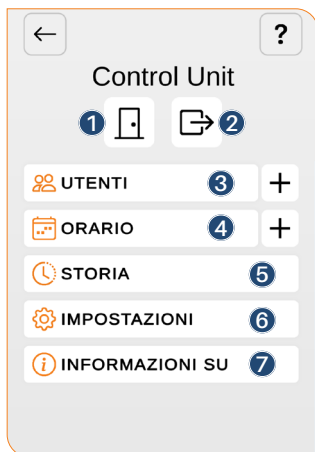 ?
Control Unit
1 2
UTENTI 3 +
ORARIO 4 +
STORIA 5
IMPOSTAZIONI 6
INFORMAZIONI SU 7